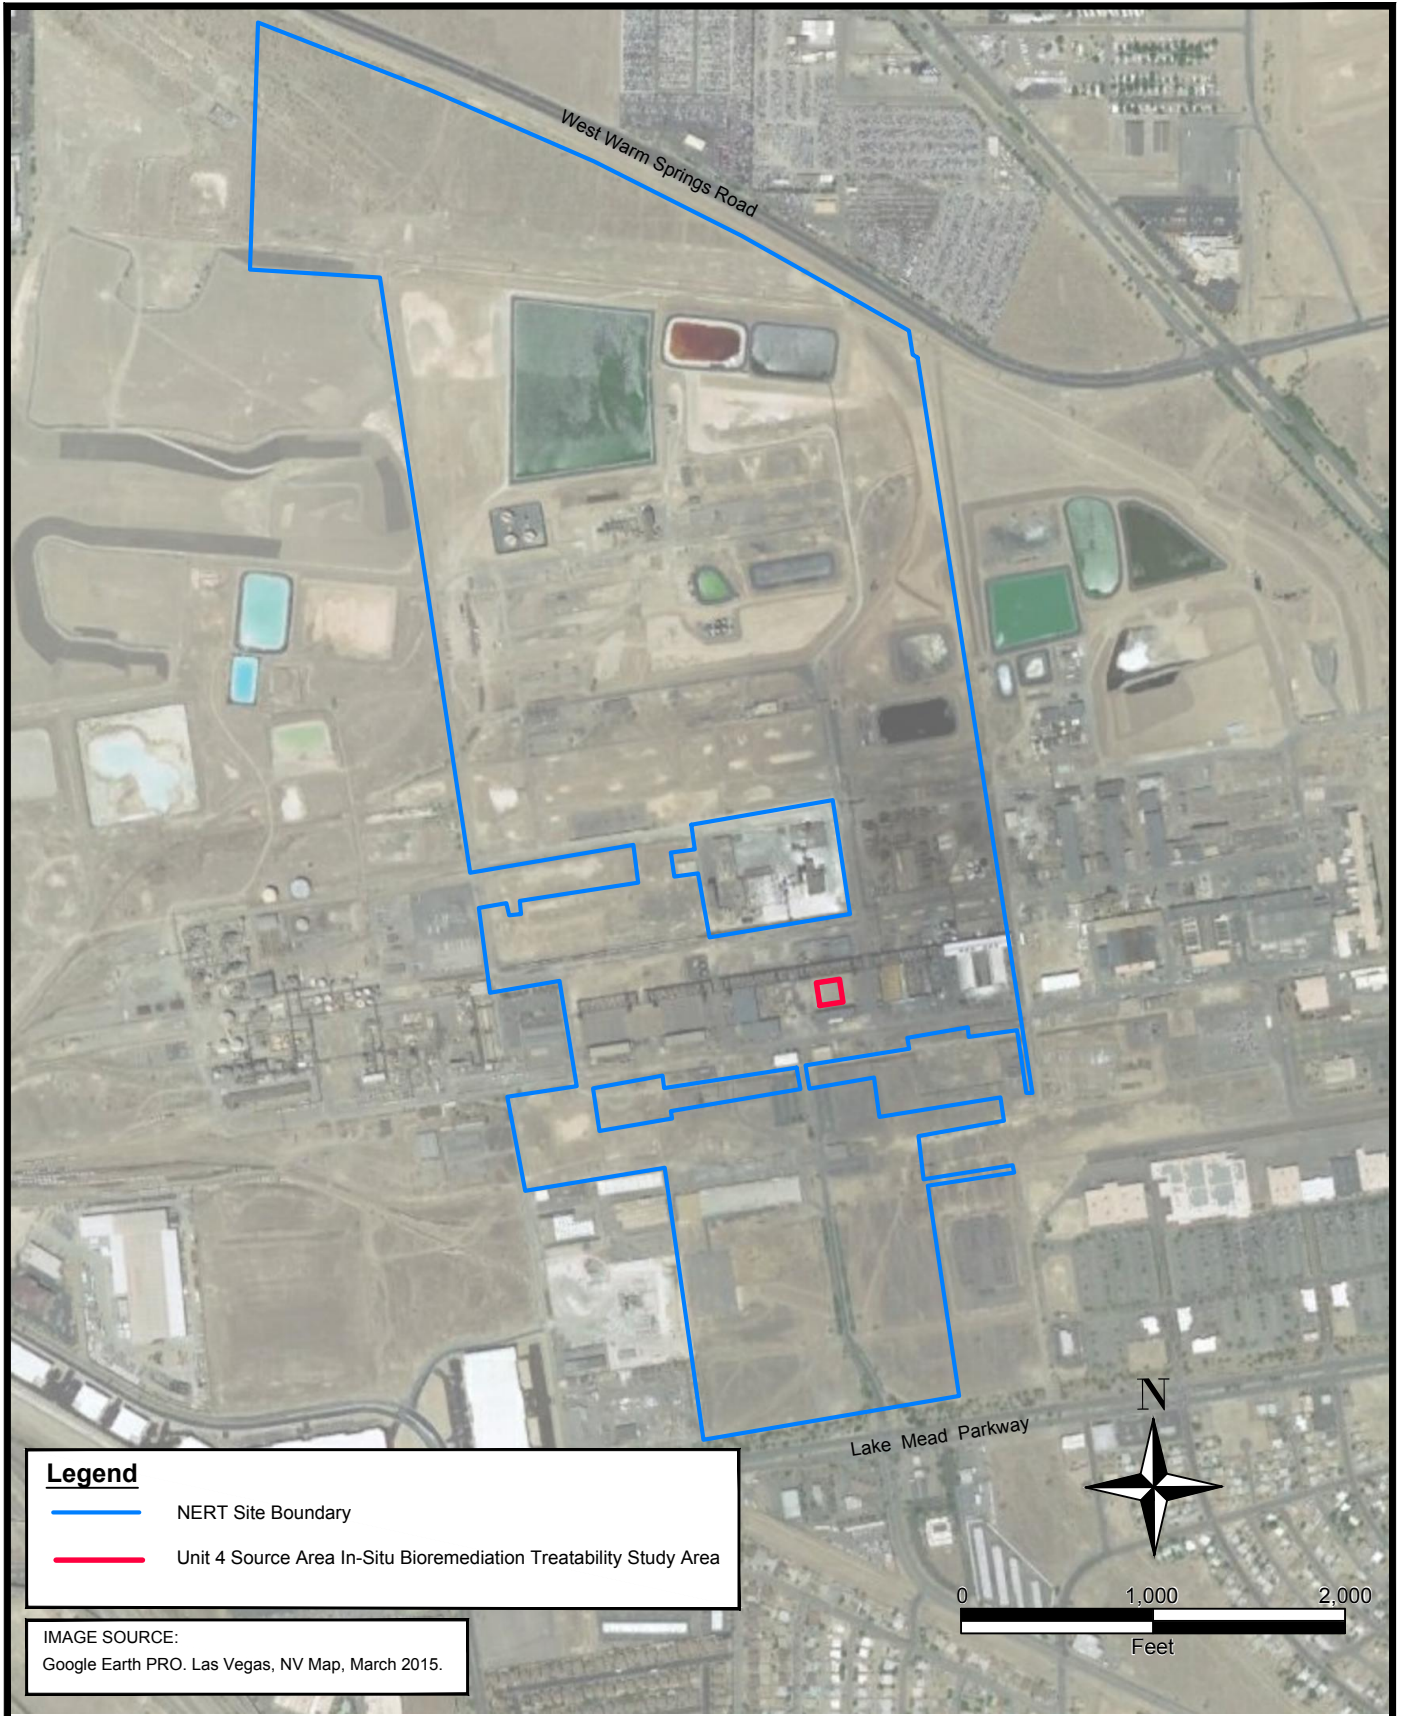 West Warm Springs Road
N
Lake Mead Parkway
Legend
NERT Site Boundary
Unit 4 Source Area In-Situ Bioremediation Treatability Study Area
0 1,000 2,000
Feet
IMAGE SOURCE:
Google Earth PRO. Las Vegas, NV Map, March 2015.